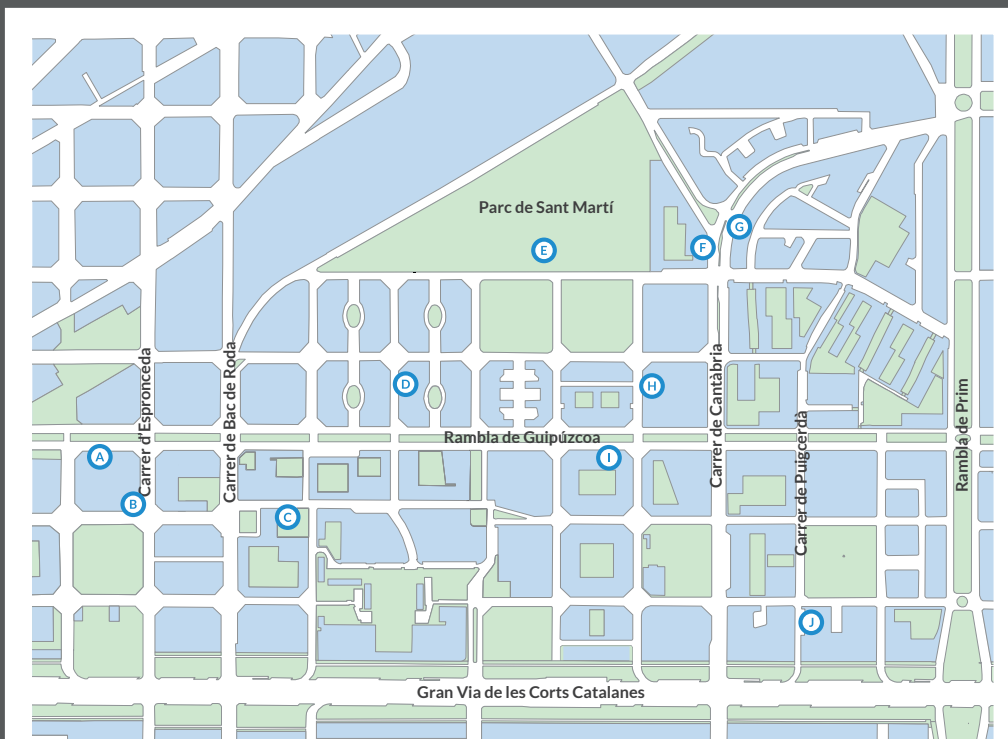 Parc de Sant Martí
E
F
G
D
H
Carrer d'Espronceda
Carrer de Bac de Roda
Carrer de Cantàbria
Rambla de Prim
Rambla de Guipúzcoa
Carrer de Puigcerdà
A
I
B
C
J
Gran Via de les Corts Catalanes